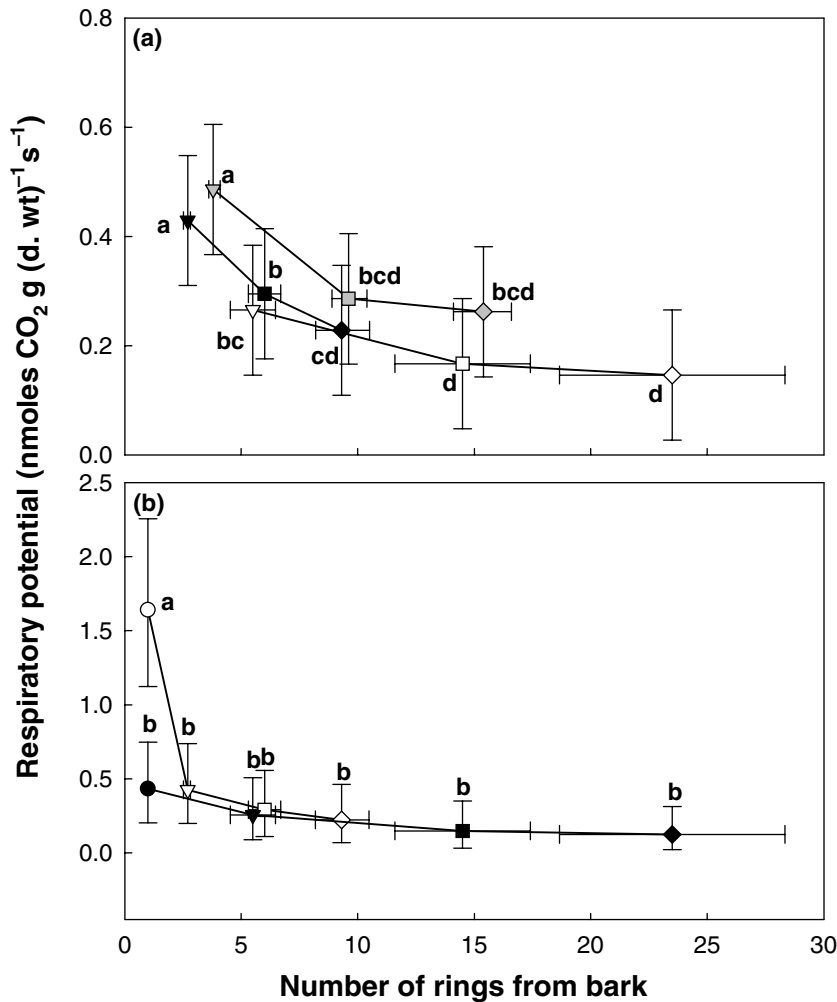 Respiratory potential (nmoles CO₂ g (d. wt)⁻¹ s⁻¹)
(a)
0.8
0.6
0.4
0.2
0.0
a
a
b
bc
cd
bcd
bcd
d
d
(b)
2.5
2.0
1.5
1.0
0.5
0.0
a
b
b
b
b
b
b
b
0
5
10
15
20
25
30
Number of rings from bark